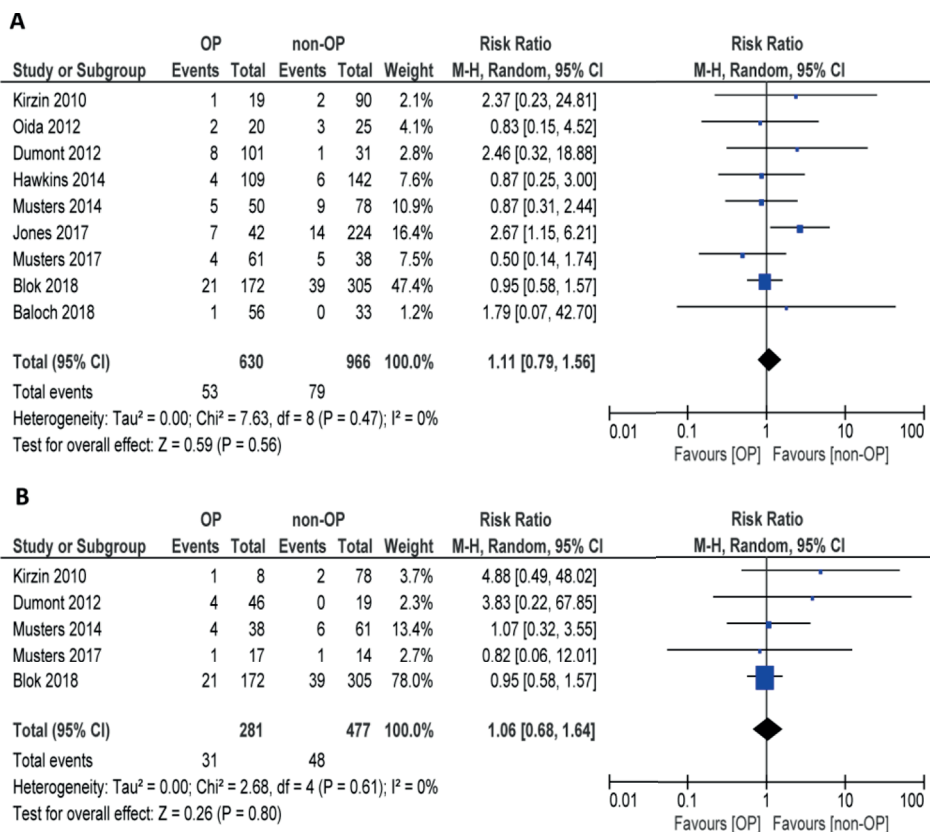 A
OP non-OP Risk Ratio Risk Ratio
Study or Subgroup Events Total Events Total Weight M-H, Random, 95% CI M-H, Random, 95% CI
Kirzin 2010 1 19 2 90 2.1% 2.37 [0.23, 24.81]
Oida 2012 2 20 3 25 4.1% 0.83 [0.15, 4.52]
Dumont 2012 8 101 1 31 2.8% 2.46 [0.32, 18.88]
Hawkins 2014 4 109 6 142 7.6% 0.87 [0.25, 3.00]
Musters 2014 5 50 9 78 10.9% 0.87 [0.31, 2.44]
Jones 2017 7 42 14 224 16.4% 2.67 [1.15, 6.21]
Musters 2017 4 61 5 38 7.5% 0.50 [0.14, 1.74]
Blok 2018 21 172 39 305 47.4% 0.95 [0.58, 1.57]
Baloch 2018 1 56 0 33 1.2% 1.79 [0.07, 42.70]
Total (95% CI) 630 966 100.0% 1.11 [0.79, 1.56]
Total events 53 79
Heterogeneity: Tau² = 0.00; Chi² = 7.63, df = 8 (P = 0.47); I² = 0%
Test for overall effect: Z = 0.59 (P = 0.56)
0.01 0.1 1 10 100
Favours [OP] Favours [non-OP]
B
OP non-OP Risk Ratio Risk Ratio
Study or Subgroup Events Total Events Total Weight M-H, Random, 95% CI M-H, Random, 95% CI
Kirzin 2010 1 8 2 78 3.7% 4.88 [0.49, 48.02]
Dumont 2012 4 46 0 19 2.3% 3.83 [0.22, 67.85]
Musters 2014 4 38 6 61 13.4% 1.07 [0.32, 3.55]
Musters 2017 1 17 1 14 2.7% 0.82 [0.06, 12.01]
Blok 2018 21 172 39 305 78.0% 0.95 [0.58, 1.57]
Total (95% CI) 281 477 100.0% 1.06 [0.68, 1.64]
Total events 31 48
Heterogeneity: Tau² = 0.00; Chi² = 2.68, df = 4 (P = 0.61); I² = 0%
Test for overall effect: Z = 0.26 (P = 0.80)
0.01 0.1 1 10 100
Favours [OP] Favours [non-OP]